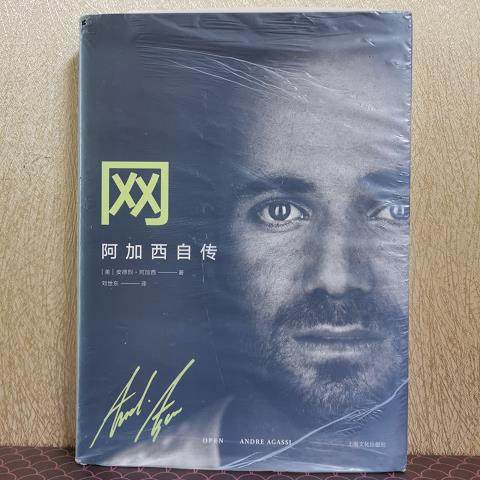 网
阿加西自传
[美] 安德烈·阿加西 —— 著
刘世东 —— 译
OPEN ANDRE AGASSI
上海文化出版社